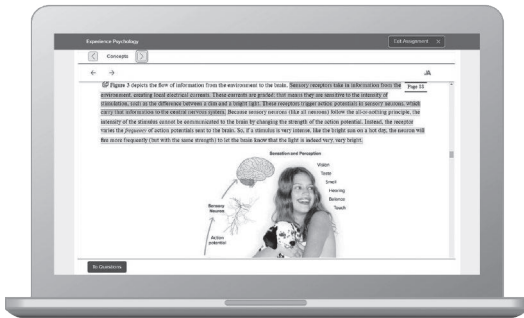 Experience Psychology
Exit Assignment ×
< Concepts >
← →
Figure 3 depicts the flow of information from the environment to the brain. Sensory receptors take in information from the
Page 83
environment, creating local electrical currents. These currents are graded; that means they are sensitive to the intensity of
stimulation, such as the difference between a dim and a bright light. These receptors trigger action potentials in sensory neurons, which
carry that information to the central nervous system. Because sensory neurons (like all neurons) follow the all-or-nothing principle, the
intensity of the stimulus cannot be communicated to the brain by changing the strength of the action potential. Instead, the receptor
varies the frequency of action potentials sent to the brain. So, if a stimulus is very intense, like the bright sun on a hot day, the neuron will
fire more frequently (but with the same strength) to let the brain know that the light is indeed very, very bright.
Sensation and Perception
Vision
Taste
Smell
Hearing
Balance
Touch
Sensory
Neurons
Action
potential
To Questions